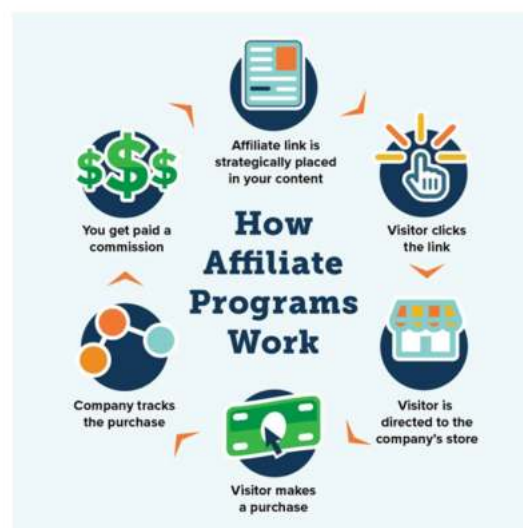 Affiliate link is
strategically placed
in your content
Visitor clicks
the link
Visitor is
directed to the
company's store
Visitor makes
a purchase
Company tracks
the purchase
$$$
You get paid a
commission
How
Affiliate
Programs
Work